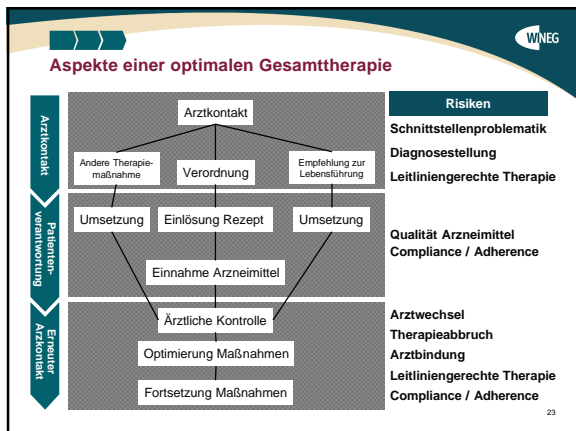 WINEG
Aspekte einer optimalen Gesamttherapie
Risiken
Arztkontakt
Arztkontakt
Schnittstellenproblematik
Andere Therapie-
maßnahme
Verordnung
Empfehlung zur
Lebensführung
Diagnosestellung
Leitliniengerechte Therapie
Patienten-
verantwortung
Umsetzung
Einlösung Rezept
Umsetzung
Qualität Arzneimittel
Compliance / Adherence
Einnahme Arzneimittel
Erneuter
Arzkontakt
Ärztliche Kontrolle
Arztwechsel
Therapieabbruch
Optimierung Maßnahmen
Arztbindung
Leitliniengerechte Therapie
Fortsetzung Maßnahmen
Compliance / Adherence
23